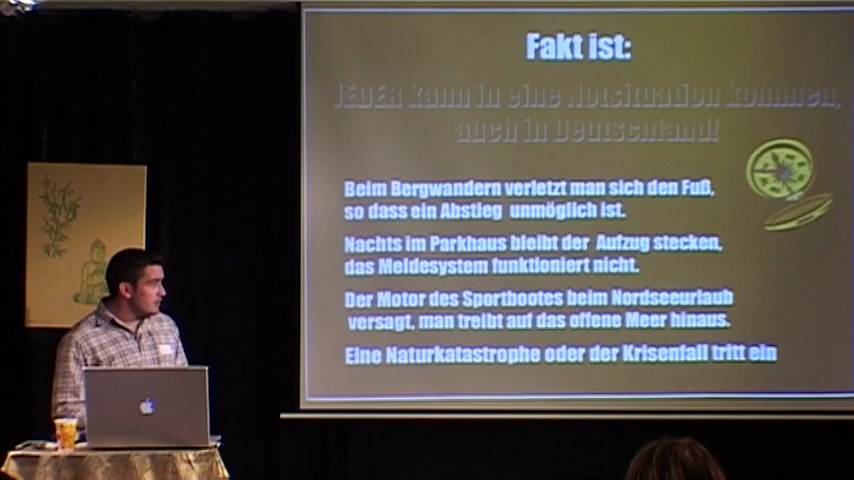 Fakt ist:
JEDER kann in eine Notsituation kommen,
auch in Deutschland!
Beim Bergwandern verletzt man sich den Fuß,
so dass ein Abstieg unmöglich ist.
Nachts im Parkhaus bleibt der Aufzug stecken,
das Meldesystem funktioniert nicht.
Der Motor des Sportbootes beim Nordseeurlaub
versagt, man treibt auf das offene Meer hinaus.
Eine Naturkatastrophe oder der Krisenfall tritt ein